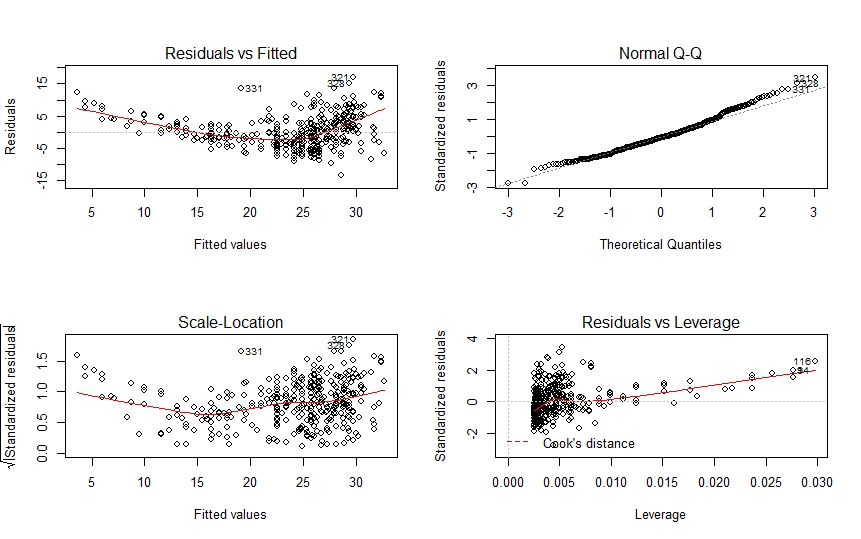 Residuals vs Fitted
Residuals
15
5
-5
-15
321
328
331
5 10 15 20 25 30
Fitted values
Normal Q-Q
Standardized residuals
3
1
-1
-3
321
328
331
-3 -2 -1 0 1 2 3
Theoretical Quantiles
Scale-Location
√|Standardized residuals|
1.5
1.0
0.5
0.0
321
328
331
5 10 15 20 25 30
Fitted values
Residuals vs Leverage
Standardized residuals
4
2
0
-2
116
Cook's distance
0.000 0.005 0.010 0.015 0.020 0.025 0.030
Leverage